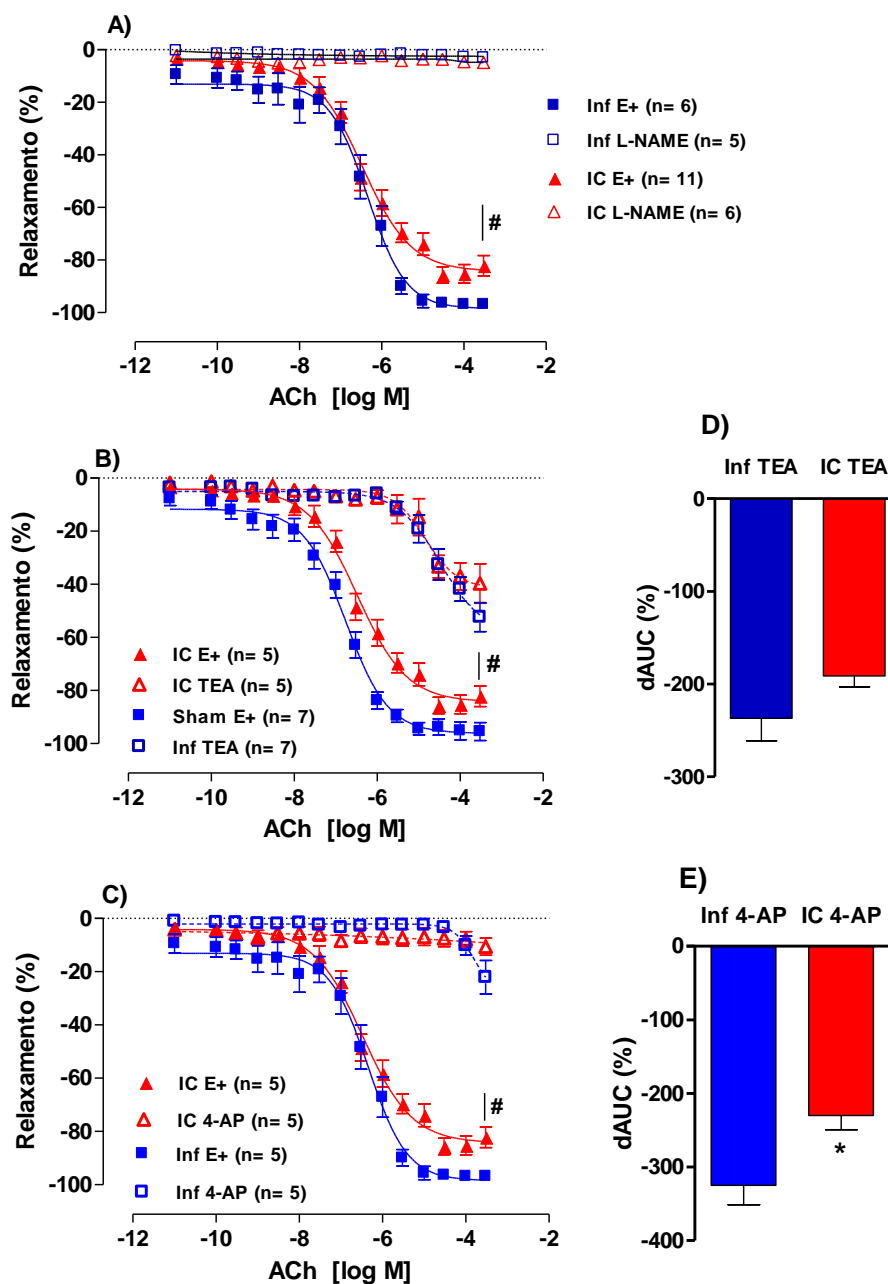 A)
0
-20
-40
-60
-80
-100
Relaxamento (%)
#
-12 -10 -8 -6 -4 -2
ACh [log M]
Inf E+ (n= 6)
Inf L-NAME (n= 5)
IC E+ (n= 11)
IC L-NAME (n= 6)
B)
0
-20
-40
-60
-80
-100
Relaxamento (%)
#
IC E+ (n= 5)
IC TEA (n= 5)
Sham E+ (n= 7)
Inf TEA (n= 7)
-12 -10 -8 -6 -4 -2
ACh [log M]
D)
Inf TEA IC TEA
0
-100
-200
-300
dAUC (%)
C)
0
-20
-40
-60
-80
-100
Relaxamento (%)
#
IC E+ (n= 5)
IC 4-AP (n= 5)
Inf E+ (n= 5)
Inf 4-AP (n= 5)
-12 -10 -8 -6 -4 -2
ACh [log M]
E)
Inf 4-AP IC 4-AP
0
-100
-200
-300
-400
dAUC (%)
*